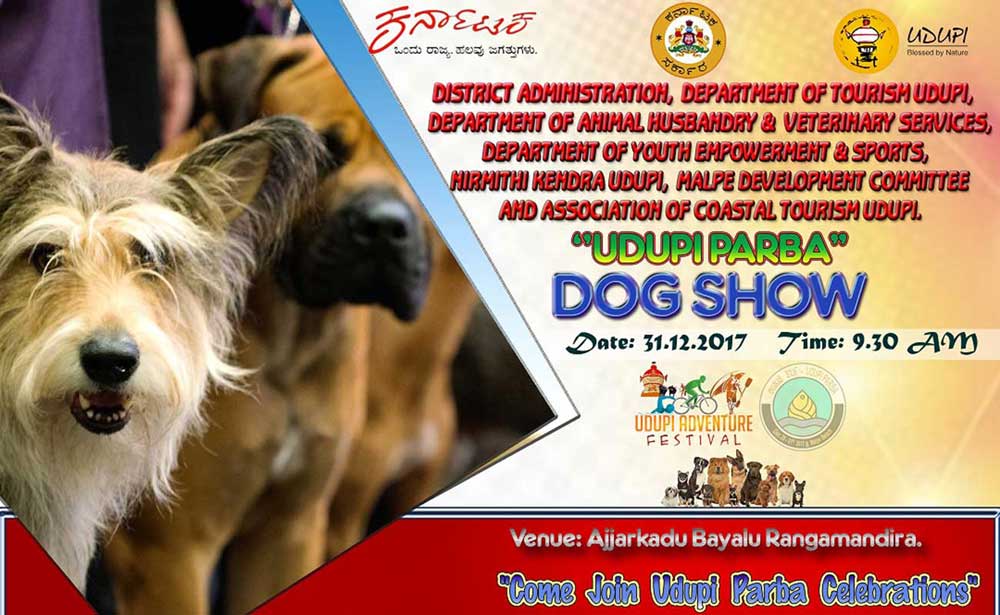 ಕರ್ನಾಟಕ
ಒಂದು ರಾಜ್ಯ. ಹಲವು ಜಗತ್ತುಗಳು.
ಕರ್ನಾಟಕ
ಸರ್ಕಾರ
UDUPI
Blessed by Nature
DISTRICT ADMINISTRATION, DEPARTMENT OF TOURISM UDUPI,
DEPARTMENT OF ANIMAL HUSBANDRY & VETERINARY SERVICES,
DEPARTMENT OF YOUTH EMPOWERMENT & SPORTS,
NIRMITHI KENDRA UDUPI, MALPE DEVELOPMENT COMMITTEE
AND ASSOCIATION OF COASTAL TOURISM UDUPI.
“UDUPI PARBA”
DOG SHOW
Date: 31.12.2017 Time: 9.30 AM
UDUPI ADVENTURE
FESTIVAL
Venue: Ajjarkadu Bayalu Rangamandira.
"Come Join Udupi Parba Celebrations"